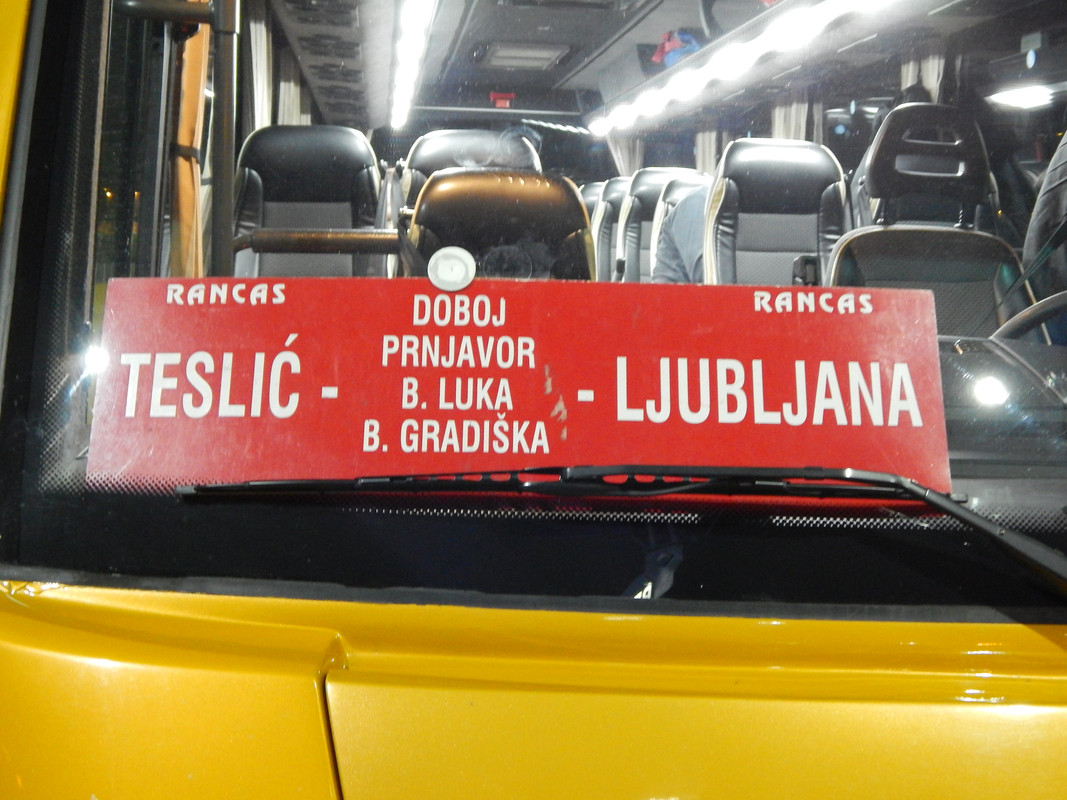 RANCAS
RANCAS
TESLIĆ -
DOBOJ
PRNJAVOR
B. LUKA
B. GRADIŠKA
- LJUBLJANA